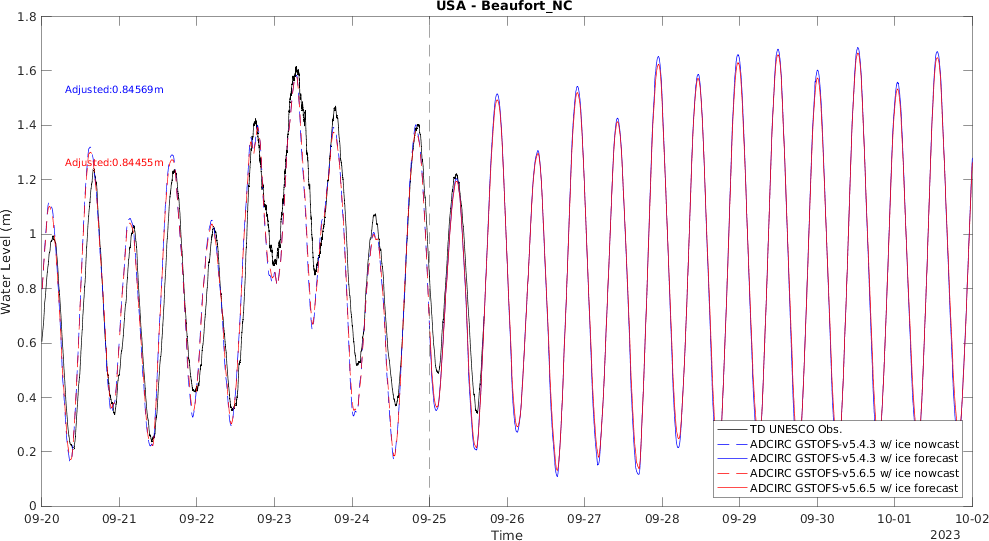 USA - Beaufort_NC
1.8
1.6
1.4
1.2
1
0.8
0.6
0.4
0.2
0
Water Level (m)
Adjusted:0.84569m
Adjusted:0.84455m
TD UNESCO Obs.
ADCIRC GSTOFS-v5.4.3 w/ ice nowcast
ADCIRC GSTOFS-v5.4.3 w/ ice forecast
ADCIRC GSTOFS-v5.6.5 w/ ice nowcast
ADCIRC GSTOFS-v5.6.5 w/ ice forecast
09-20 09-21 09-22 09-23 09-24 09-25 09-26 09-27 09-28 09-29 09-30 10-01 10-02
Time
2023